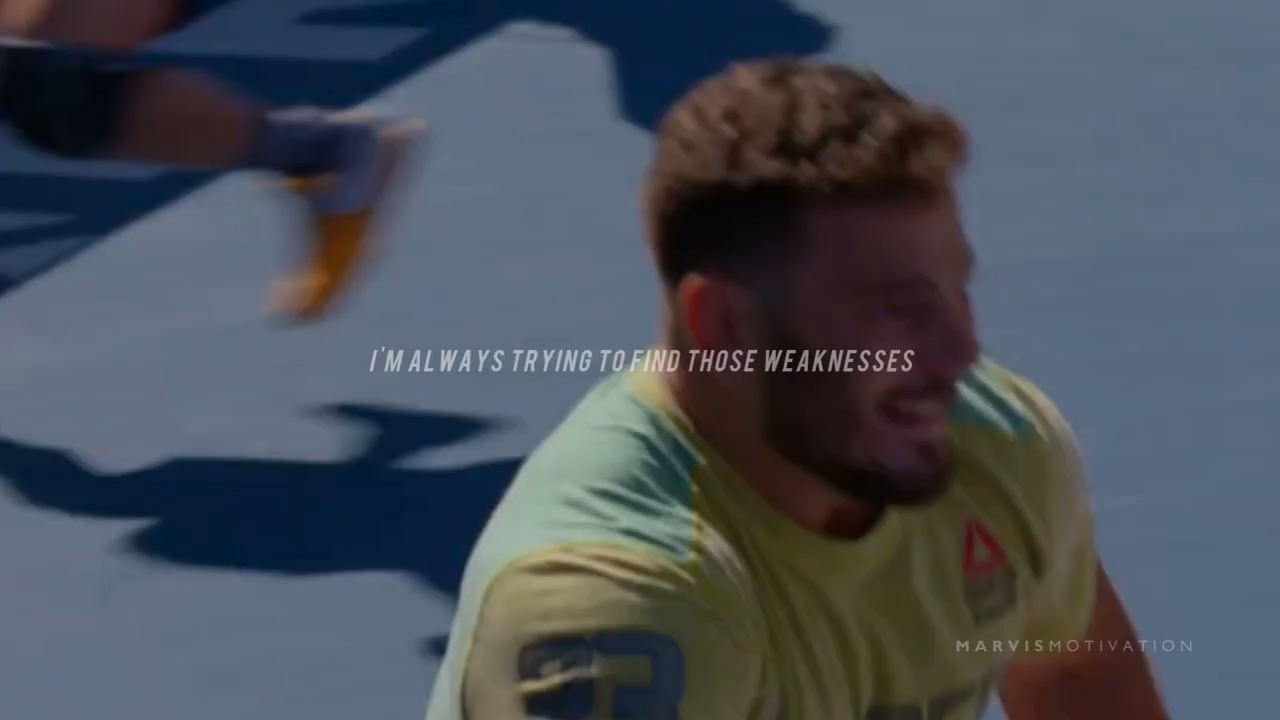 I'M ALWAYS TRYING TO FIND THOSE WEAKNESSES
MARVISMOTIVATION